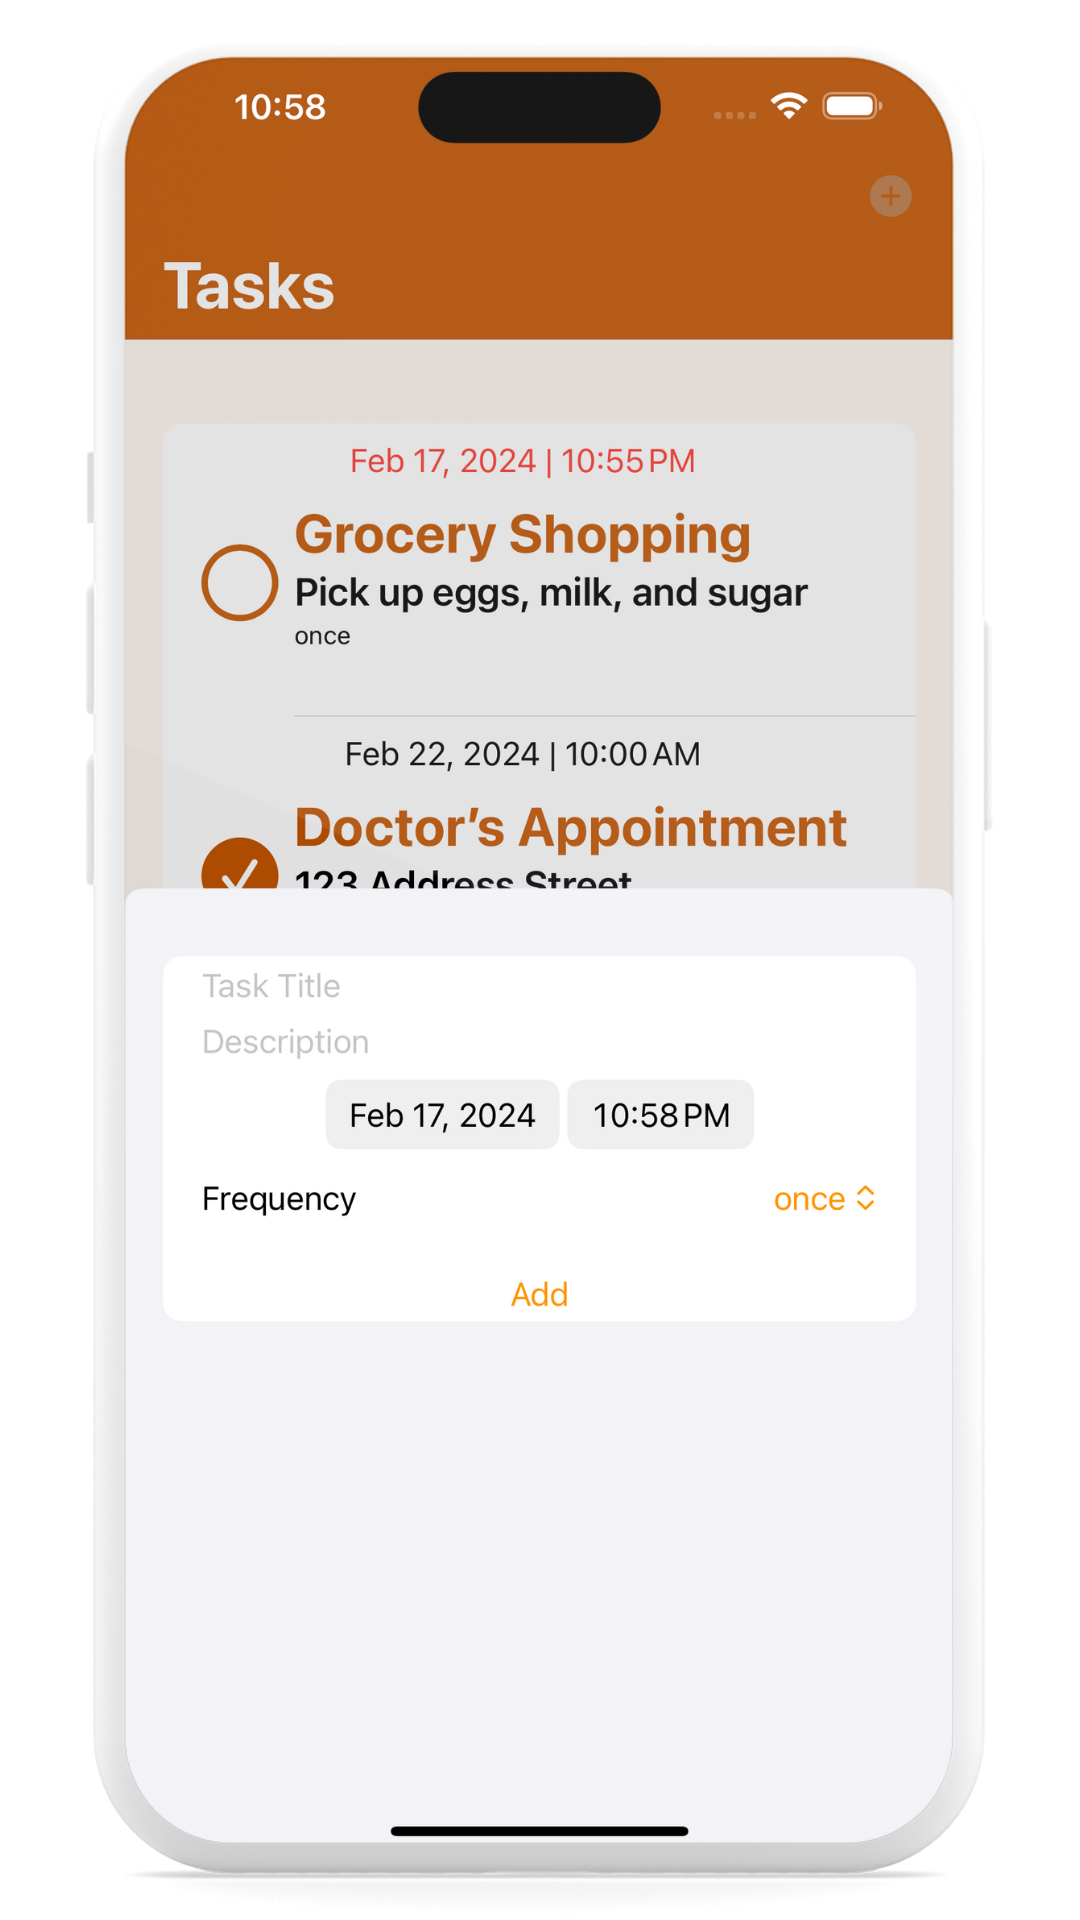 10:58
Tasks
Feb 17, 2024 | 10:55 PM
Grocery Shopping
Pick up eggs, milk, and sugar
once
Feb 22, 2024 | 10:00 AM
Doctor’s Appointment
123 Address Street
Task Title
Description
Feb 17, 2024 10:58 PM
Frequency once
Add